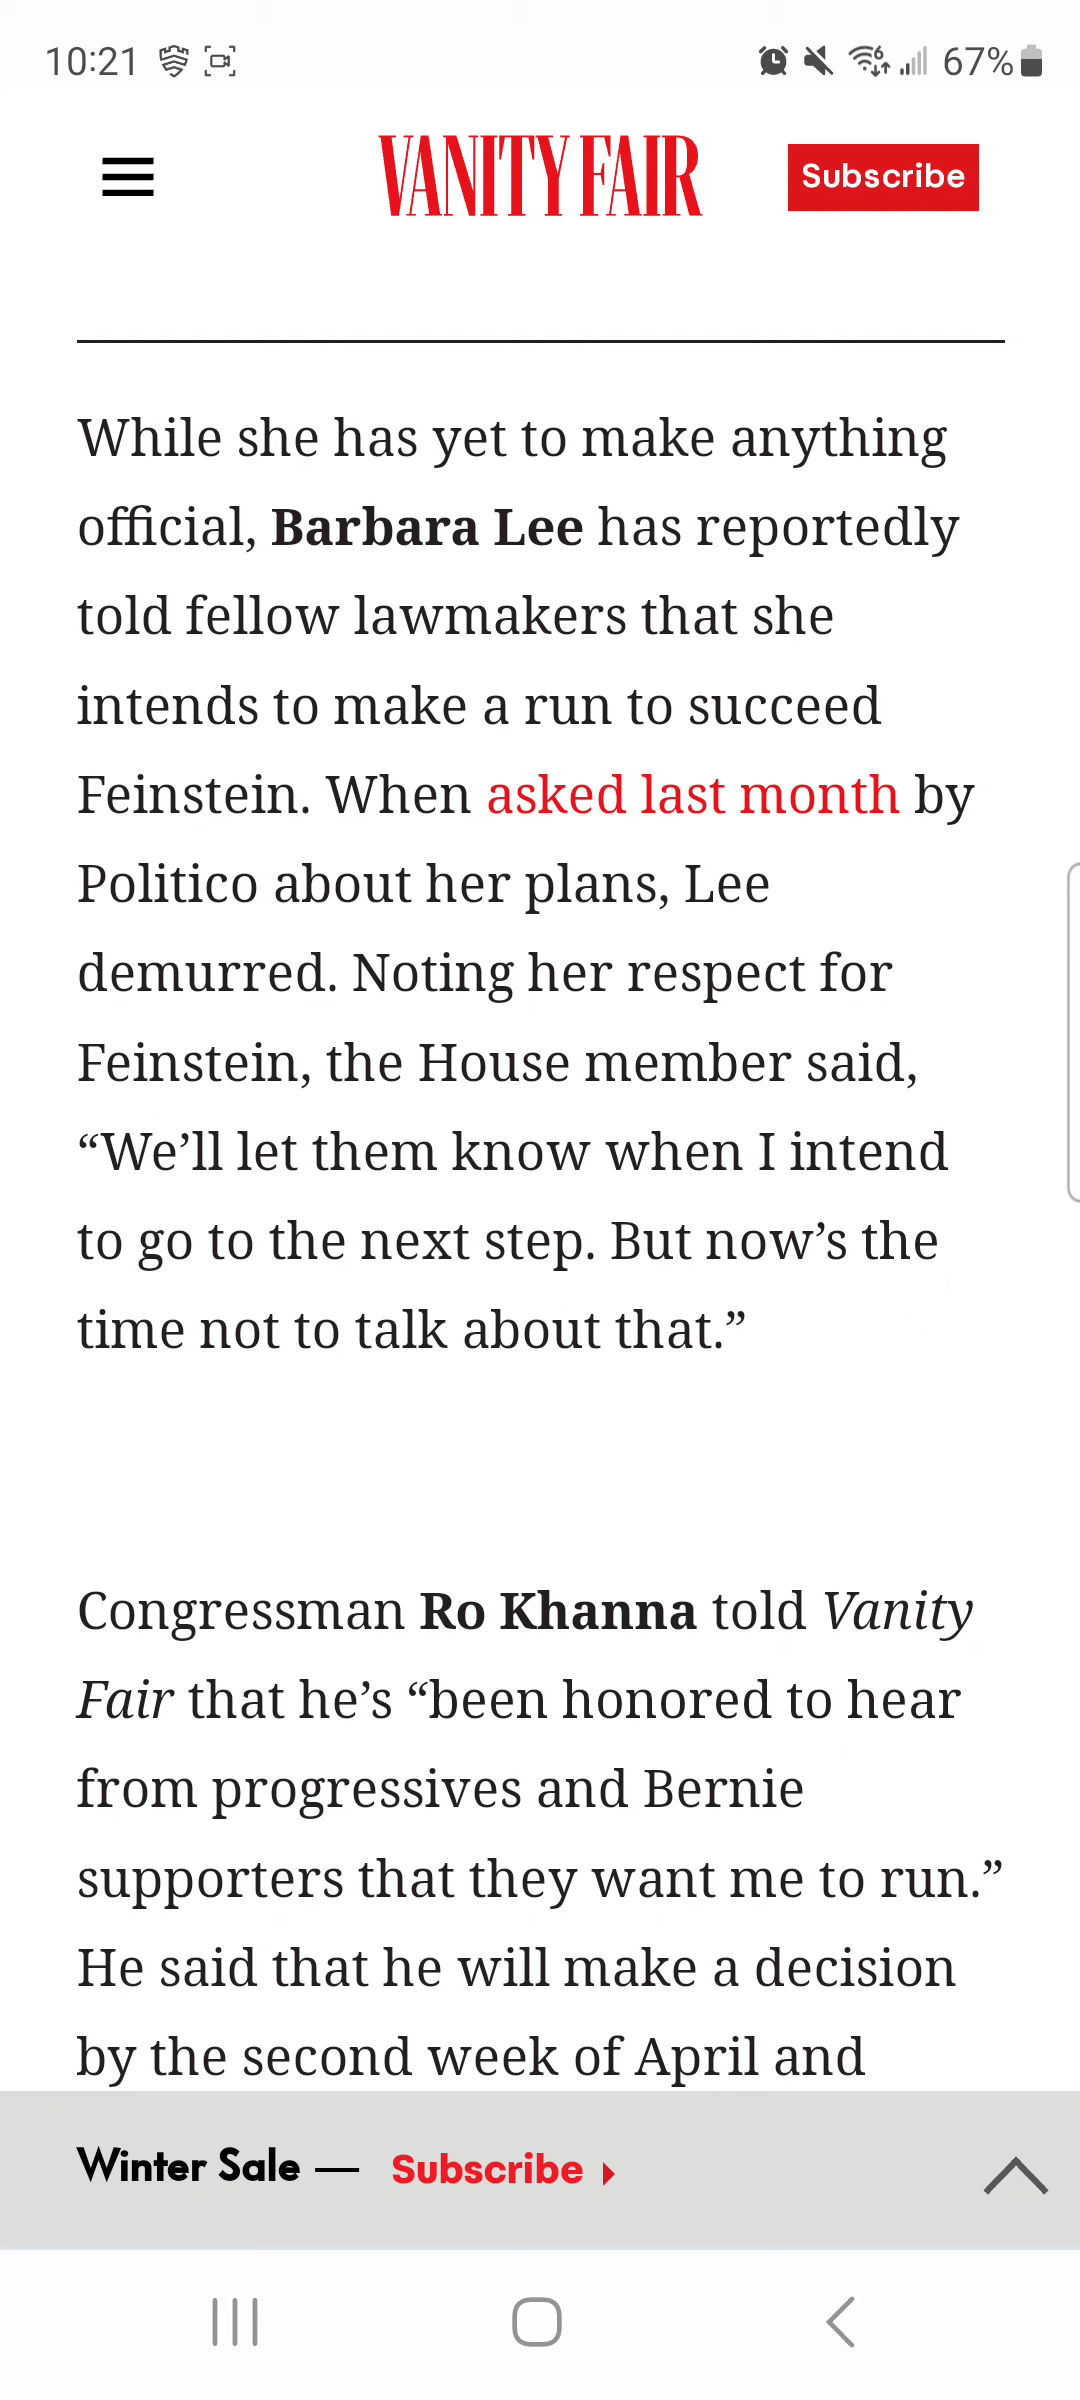 10:21
67%
VANITY FAIR
Subscribe
While she has yet to make anything
official, Barbara Lee has reportedly
told fellow lawmakers that she
intends to make a run to succeed
Feinstein. When asked last month by
Politico about her plans, Lee
demurred. Noting her respect for
Feinstein, the House member said,
“We’ll let them know when I intend
to go to the next step. But now’s the
time not to talk about that.”
Congressman Ro Khanna told Vanity
Fair that he’s “been honored to hear
from progressives and Bernie
supporters that they want me to run.”
He said that he will make a decision
by the second week of April and
Winter Sale — Subscribe